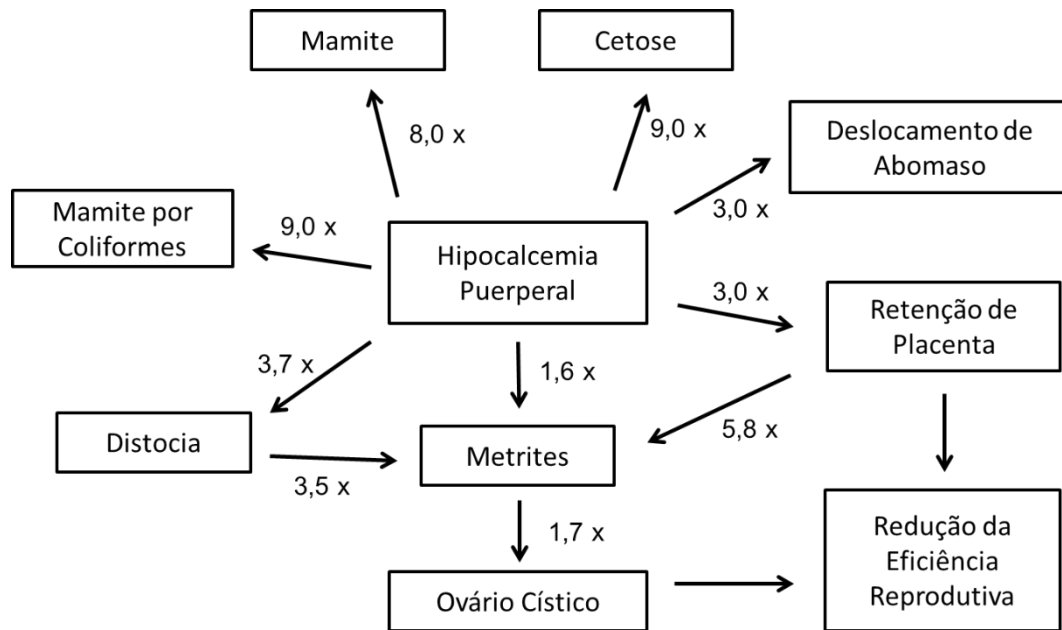 Mamite
Cetose
8,0 x
9,0 x
Deslocamento de
Abomaso
3,0 x
Mamite por
Coliformes
9,0 x
Hipocalcemia
Puerperal
3,0 x
Retenção de
Placenta
3,7 x
1,6 x
5,8 x
Distocia
3,5 x
Metrites
1,7 x
Ovário Cístico
Redução da
Eficiência
Reprodutiva